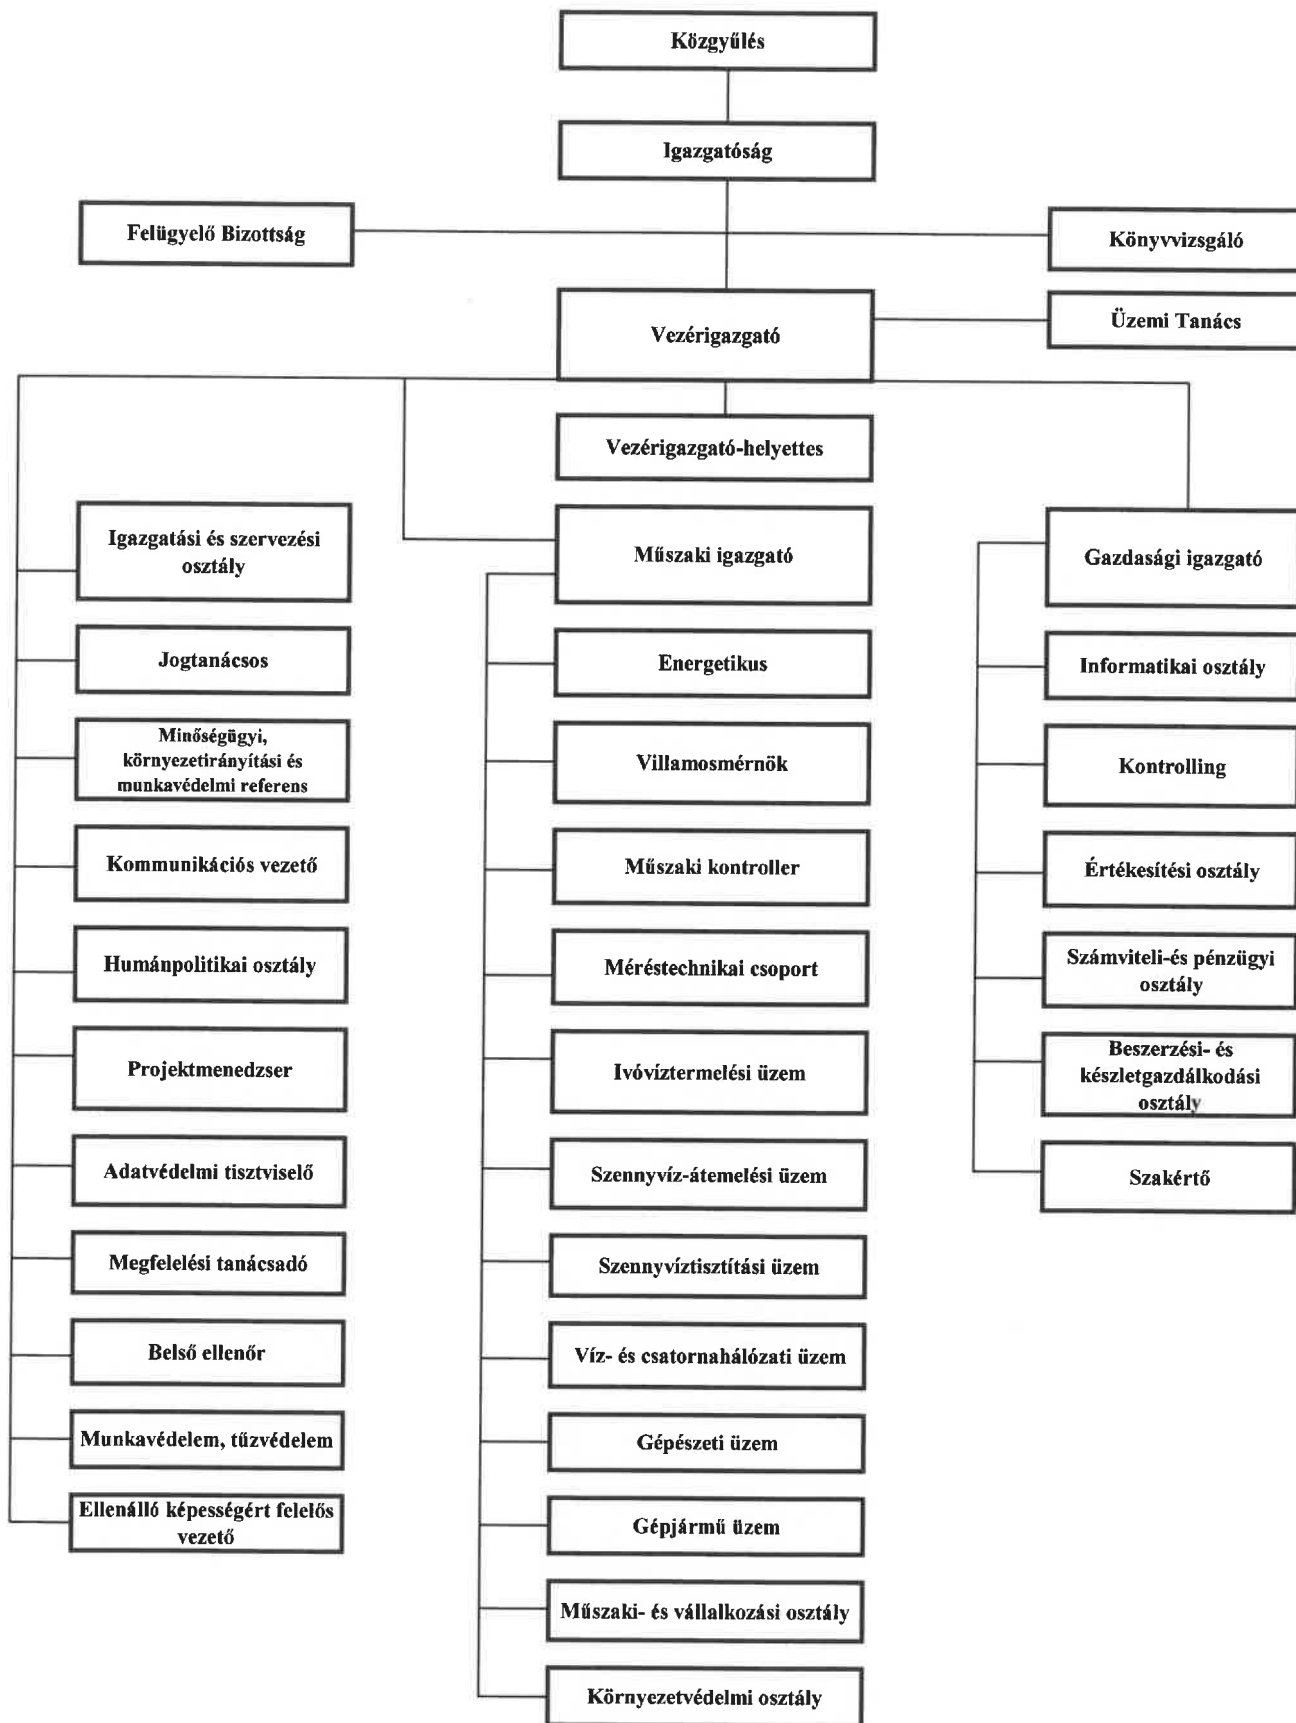 Közgyűlés
Igazgatóság
Felügyelő Bizottság
Könyvvizsgáló
Vezérigazgató
Üzemi Tanács
Vezérigazgató-helyettes
Igazgatási és szervezési
osztály
Jogtanácsos
Minőségügyi,
környezetirányítási és
munkavédelmi referens
Kommunikációs vezető
Humánpolitikai osztály
Projektmenedzser
Adatvédelmi tisztviselő
Megfelelési tanácsadó
Belső ellenőr
Munkavédelem, tűzvédelem
Ellenálló képességért felelős
vezető
Műszaki igazgató
Energetikus
Villamosmérnök
Műszaki kontroller
Méréstechnikai csoport
Ivóvíztermelési üzem
Szennyvíz-átemelési üzem
Szennyvíztisztítási üzem
Víz- és csatornahálózati üzem
Gépészeti üzem
Gépjármű üzem
Műszaki- és vállalkozási osztály
Környezetvédelmi osztály
Gazdasági igazgató
Informatikai osztály
Kontrolling
Értékesítési osztály
Számviteli-és pénzügyi
osztály
Beszerzési- és
készletgazdálkodási
osztály
Szakértő